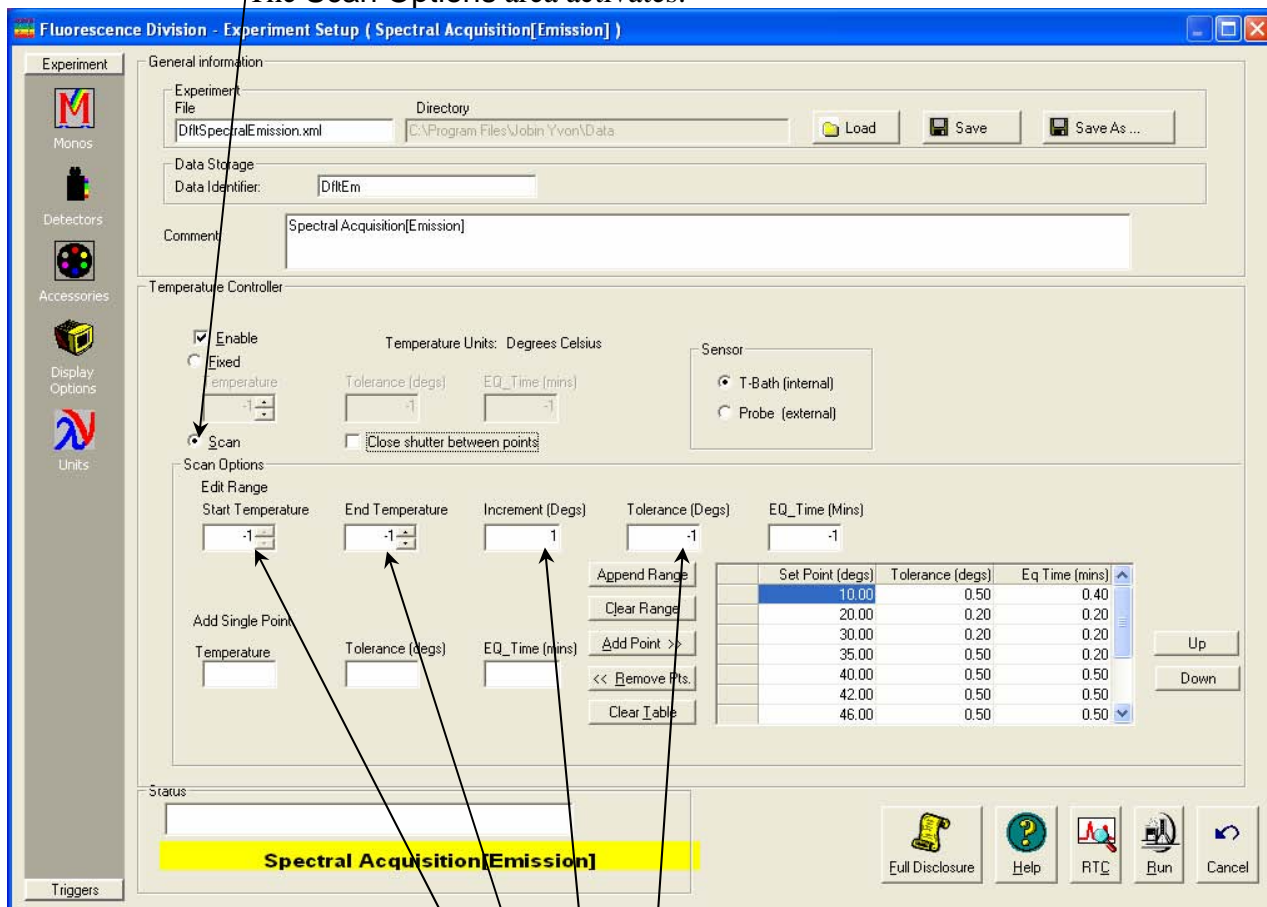 The Scan Options area activates.
Fluorescence Division - Experiment Setup ( Spectral Acquisition[Emission] )
Experiment
General information
Experiment
File
Directory
DfltSpectralEmission.xml
C:\Program Files\Jobin Yvon\Data
Load
Save
Save As ...
Monos
Data Storage
Data Identifier:
DfltEm
Detectors
Comment
Spectral Acquisition[Emission]
Accessories
Temperature Controller
Enable
Temperature Units: Degrees Celsius
Sensor
Fixed
Display
Options
Temperature
Tolerance (degs)
EQ_Time (mins)
T-Bath (internal)
-1
-1
-1
Probe (external)
Scan
Close shutter between points
Units
Scan Options
Edit Range
Start Temperature
End Temperature
Increment (Degs)
Tolerance (Degs)
EQ_Time (Mins)
-1
-1
1
-1
-1
Append Range
Clear Range
Add Point >>
<< Remove Pts.
Clear Table
Add Single Point
Temperature
Tolerance (degs)
EQ_Time (mins)
Set Point (degs) Tolerance (degs) Eq Time (mins)
10.00 0.50 0.40
20.00 0.20 0.20
30.00 0.20 0.20
35.00 0.50 0.20
40.00 0.50 0.50
42.00 0.50 0.50
46.00 0.50 0.50
Up
Down
Status
Spectral Acquisition[Emission]
Full Disclosure
Help
RTC
Run
Cancel
Triggers